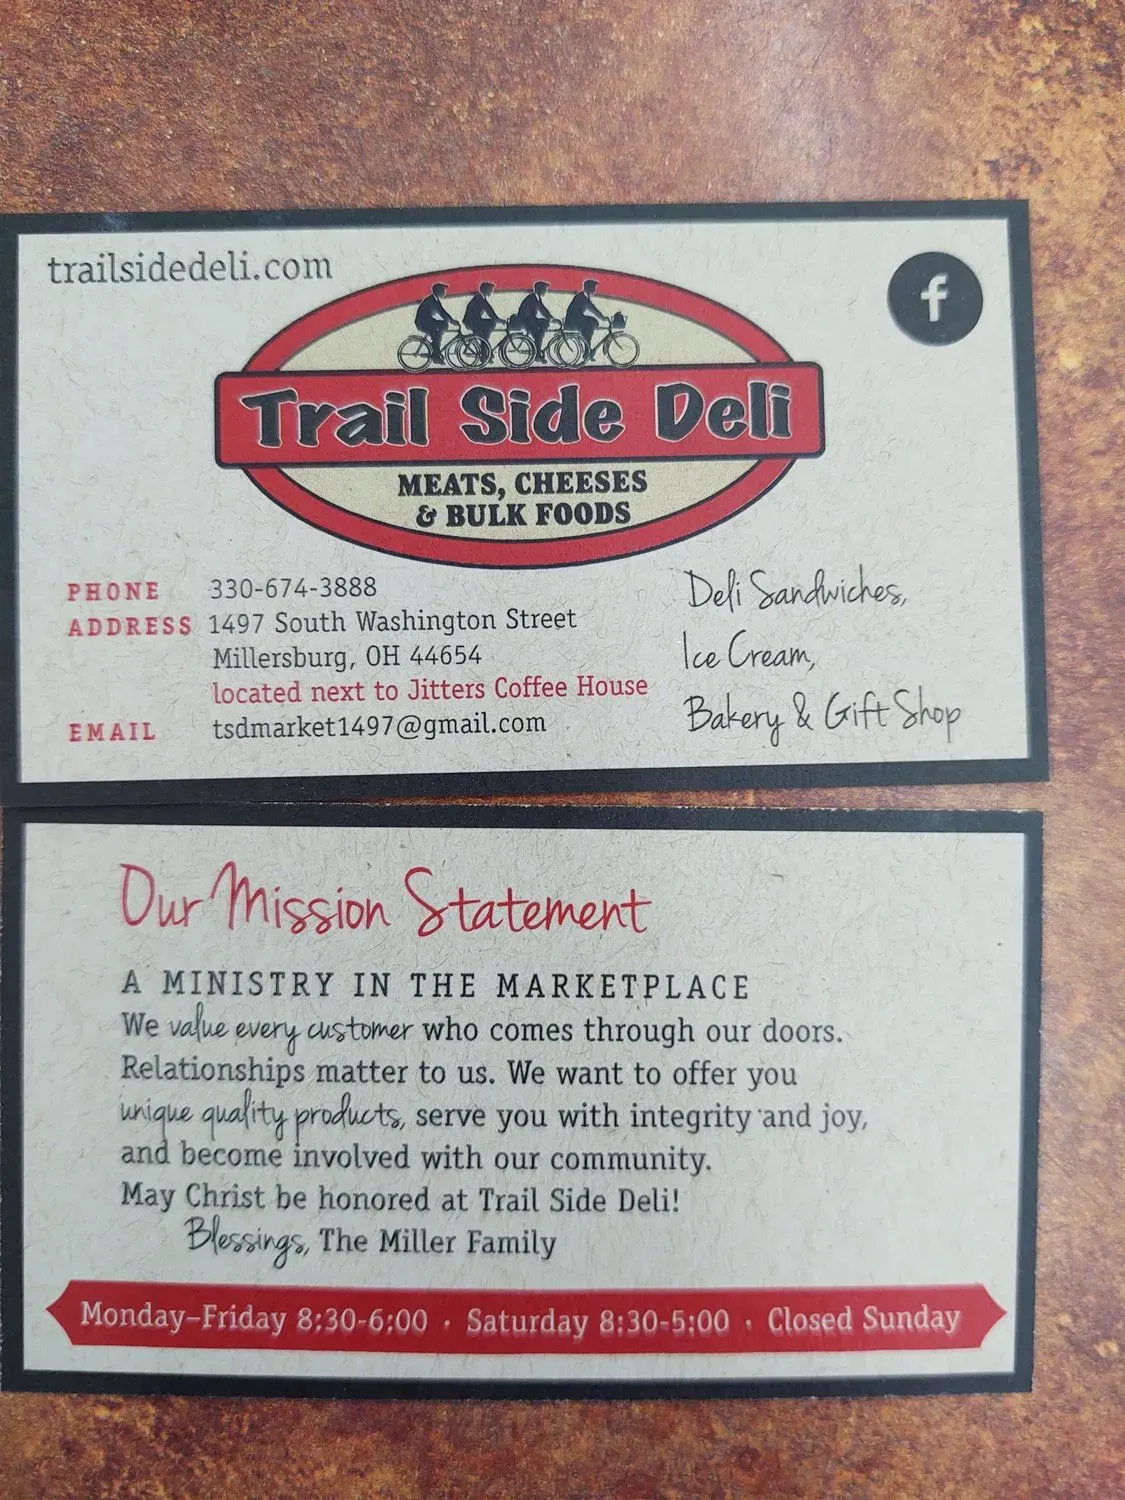 trailsidedeli.com
f
Trail Side Deli
MEATS, CHEESES
& BULK FOODS
PHONE 330-674-3888
ADDRESS 1497 South Washington Street
Millersburg, OH 44654
located next to Jitters Coffee House
EMAIL tsdmarket1497@gmail.com
Deli Sandwiches,
Ice Cream,
Bakery & Gift Shop
Our Mission Statement
A MINISTRY IN THE MARKETPLACE
We value every customer who comes through our doors.
Relationships matter to us. We want to offer you
unique quality products, serve you with integrity and joy,
and become involved with our community.
May Christ be honored at Trail Side Deli!
Blessings, The Miller Family
Monday–Friday 8:30-6:00 · Saturday 8:30-5:00 · Closed Sunday